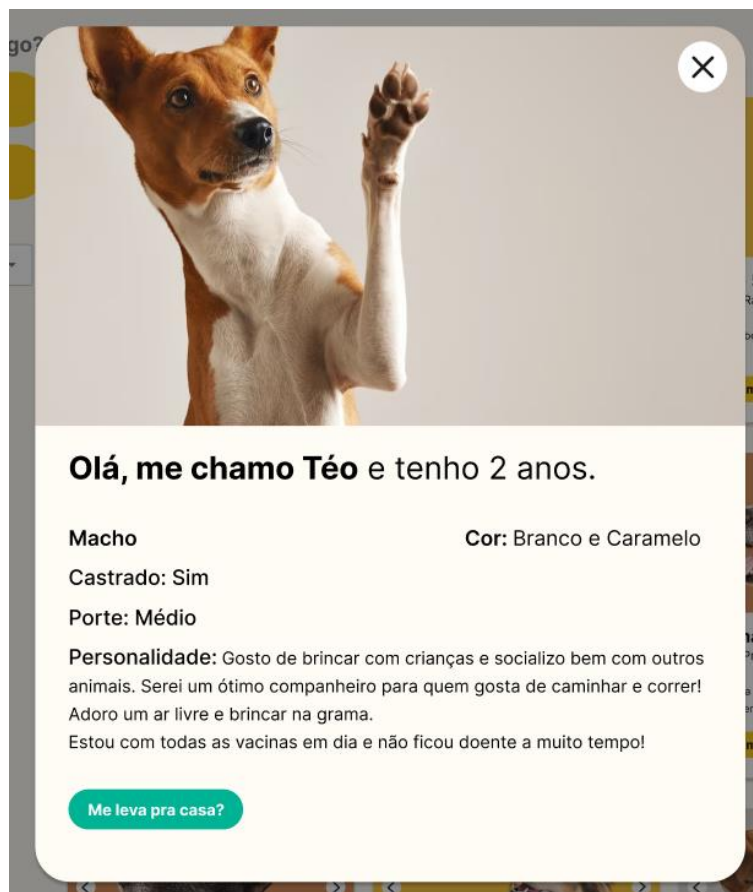 go?
Olá, me chamo Téo e tenho 2 anos.
Macho
Cor: Branco e Caramelo
Castrado: Sim
Porte: Médio
Personalidade: Gosto de brincar com crianças e socializo bem com outros
animais. Serei um ótimo companheiro para quem gosta de caminhar e correr!
Adoro um ar livre e brincar na grama.
Estou com todas as vacinas em dia e não ficou doente a muito tempo!
Me leva pra casa?